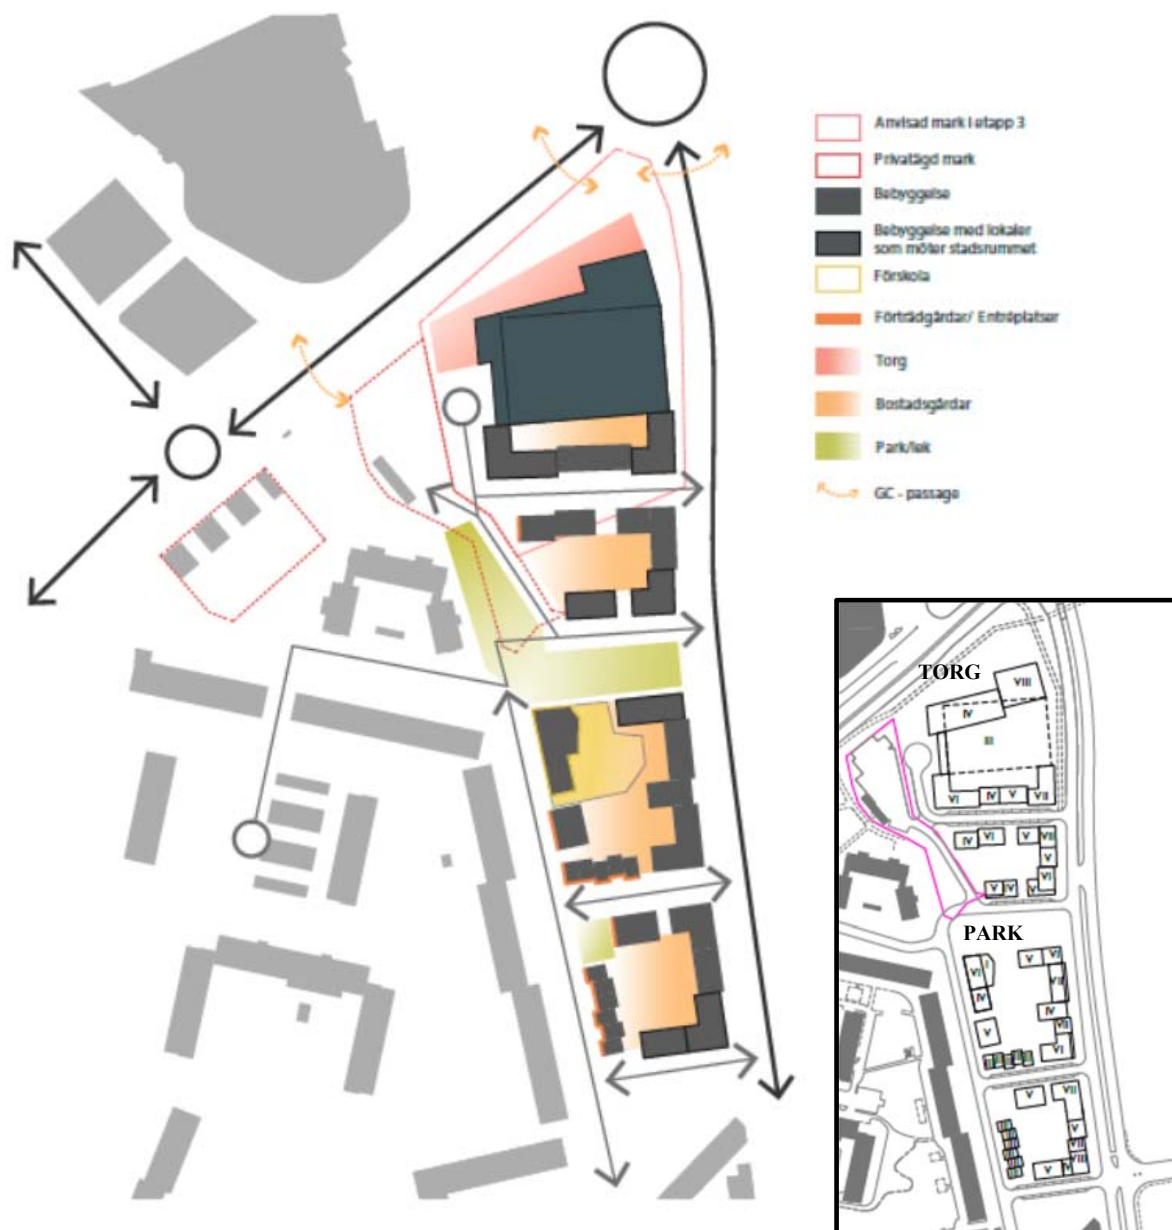 Anvisad mark i etapp 3
Privatägd mark
Bebyggelse
Bebyggelse med lokaler
som möter stadsrummet
Förskola
Förträdgårdar/ Entréplatser
Torg
Bostadsgårdar
Park/lek
GC - passage
TORG
VIII
IV
III
VI IV V VII
IV VI V VII
V
VI
V IV V
PARK
V VI
VII I
VII
IV
IV
V
VII
VI
V VII
V
VII
V V VIII